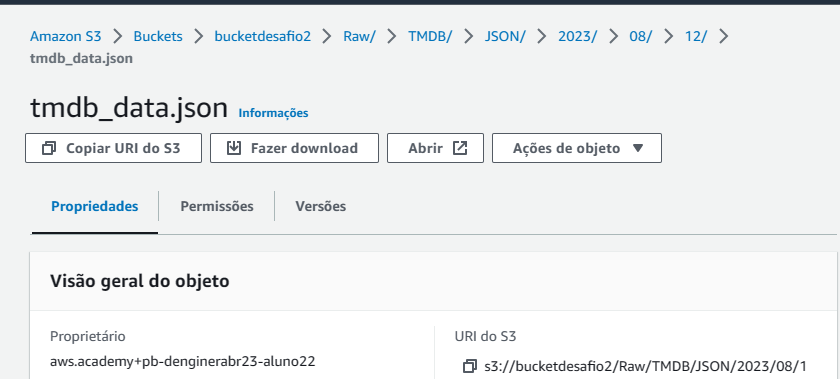 Amazon S3 > Buckets > bucketdesafio2 > Raw/ > TMDB/ > JSON/ > 2023/ > 08/ > 12/ >
tmdb_data.json
tmdb_data.json Informações
Copiar URI do S3 Fazer download Abrir Ações de objeto
Propriedades Permissões Versões
Visão geral do objeto
Proprietário URI do S3
aws.academy+pb-denginerabr23-aluno22 s3://bucketdesafio2/Raw/TMDB/JSON/2023/08/1